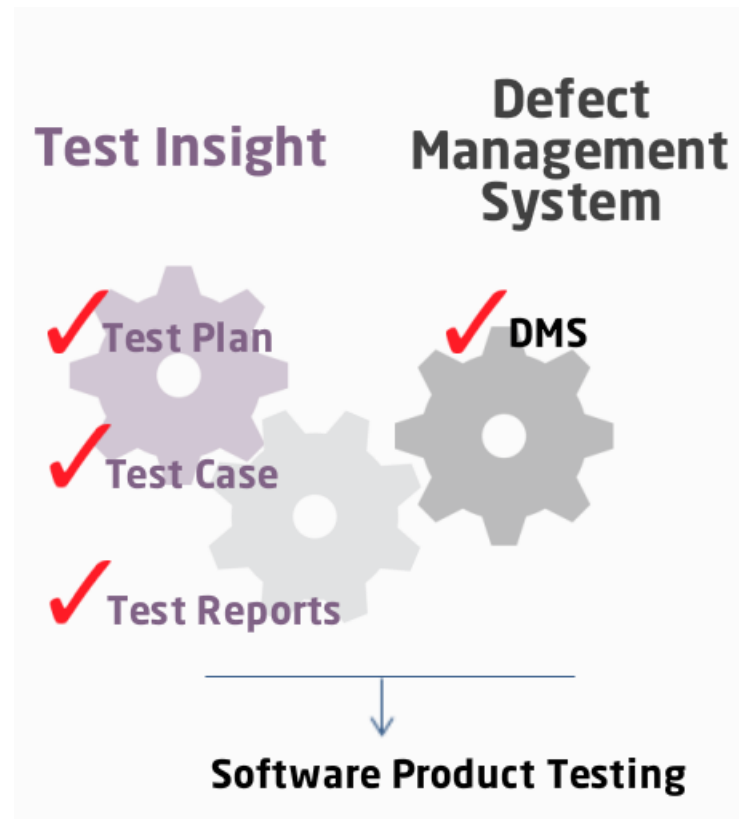 Test Insight
Defect
Management
System
Test Plan
Test Case
Test Reports
DMS
Software Product Testing